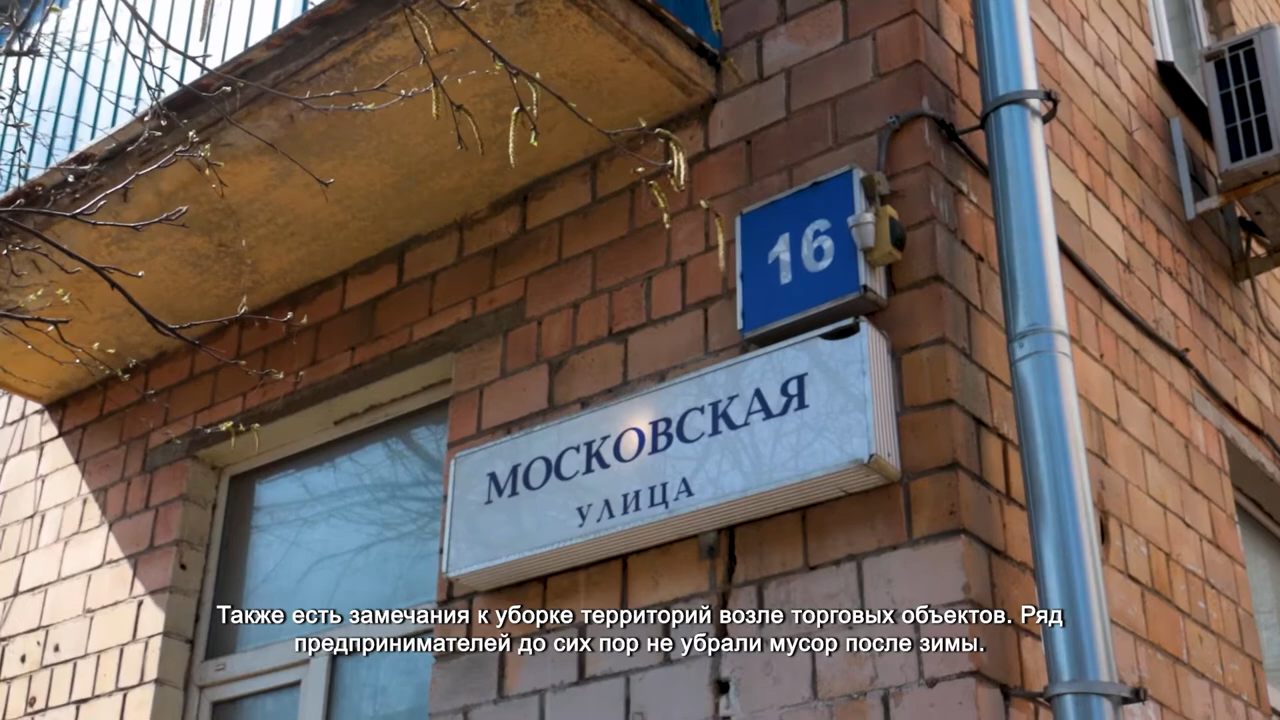 16
МОСКОВСКАЯ
УЛИЦА
Также есть замечания к уборке территорий возле торговых объектов. Ряд
предпринимателей до сих пор не убрали мусор после зимы.